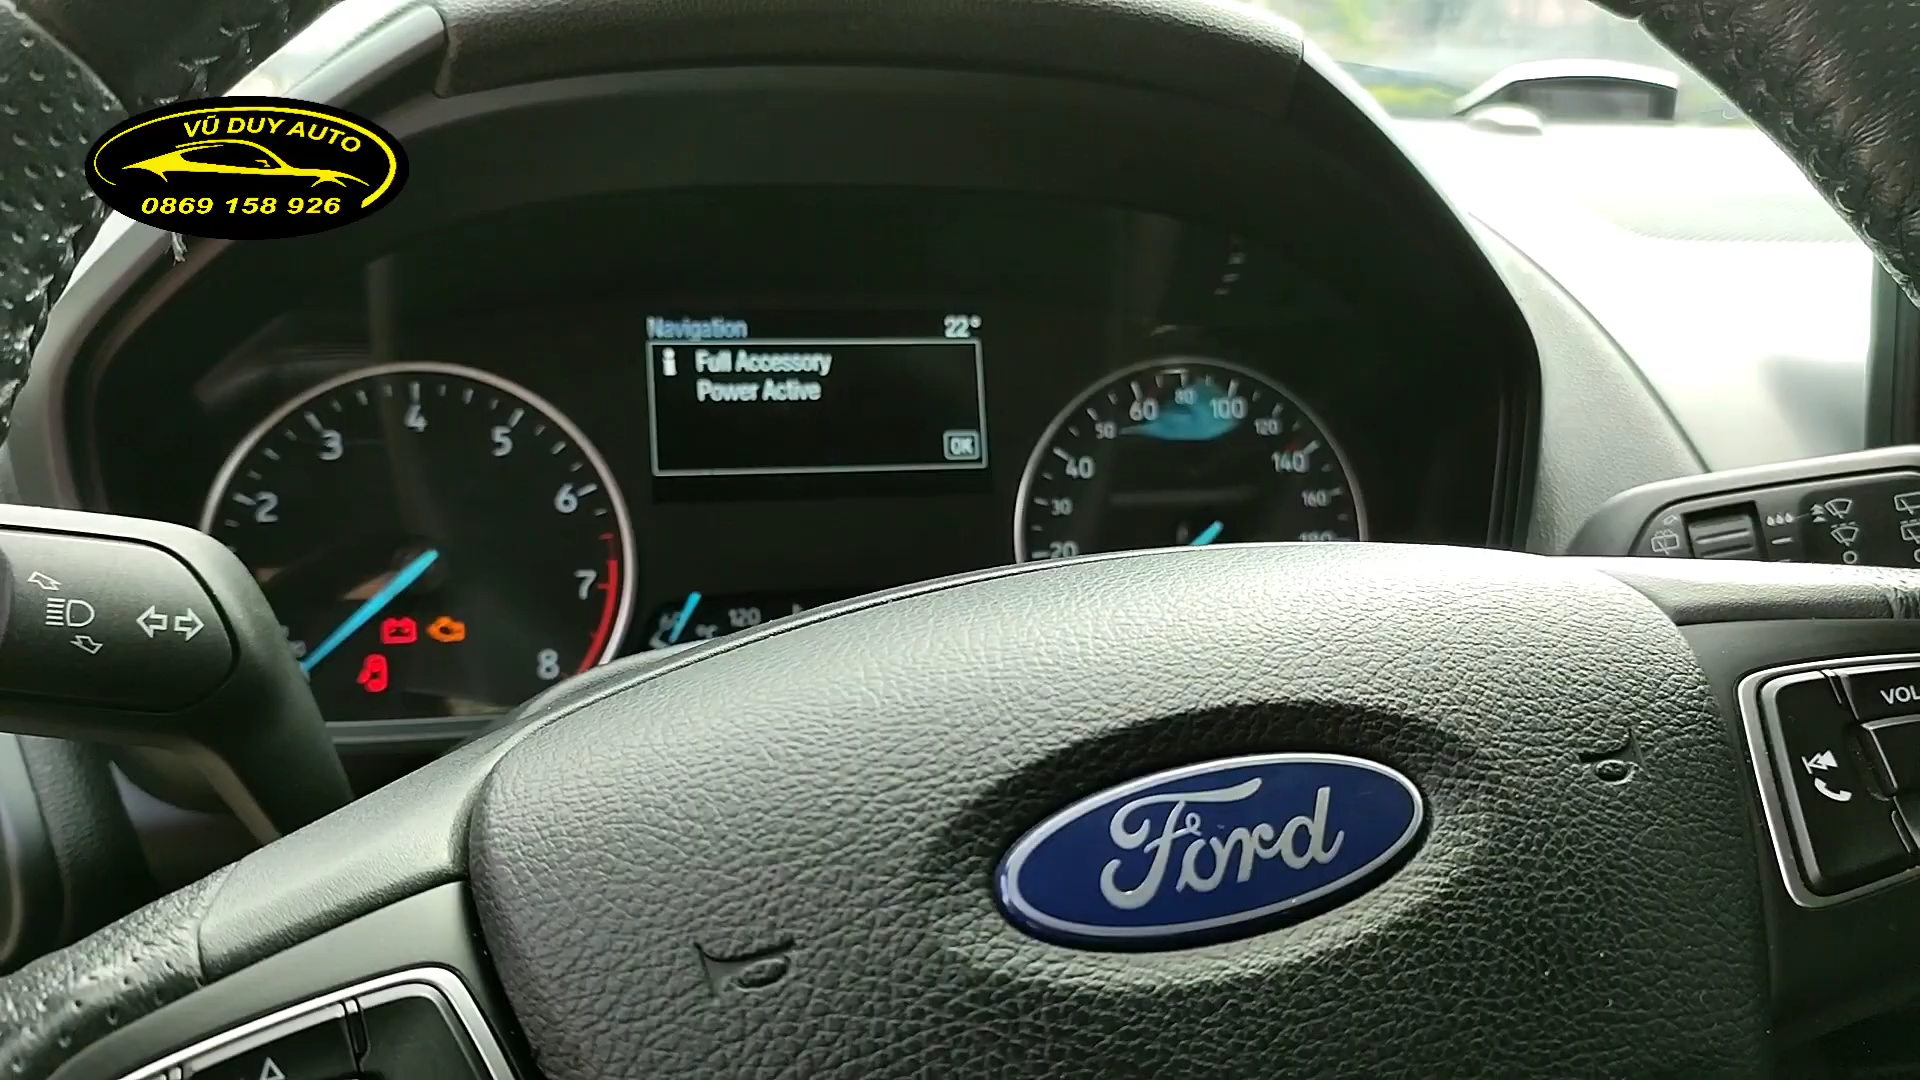 VŨ DUY AUTO
0869 158 926
Navigation 22°
Full Accessory
Power Active
OK
2 3 4 5 6 7 8
20 30 40 50 60 80 100 120 140 160
120
VOL
Ford